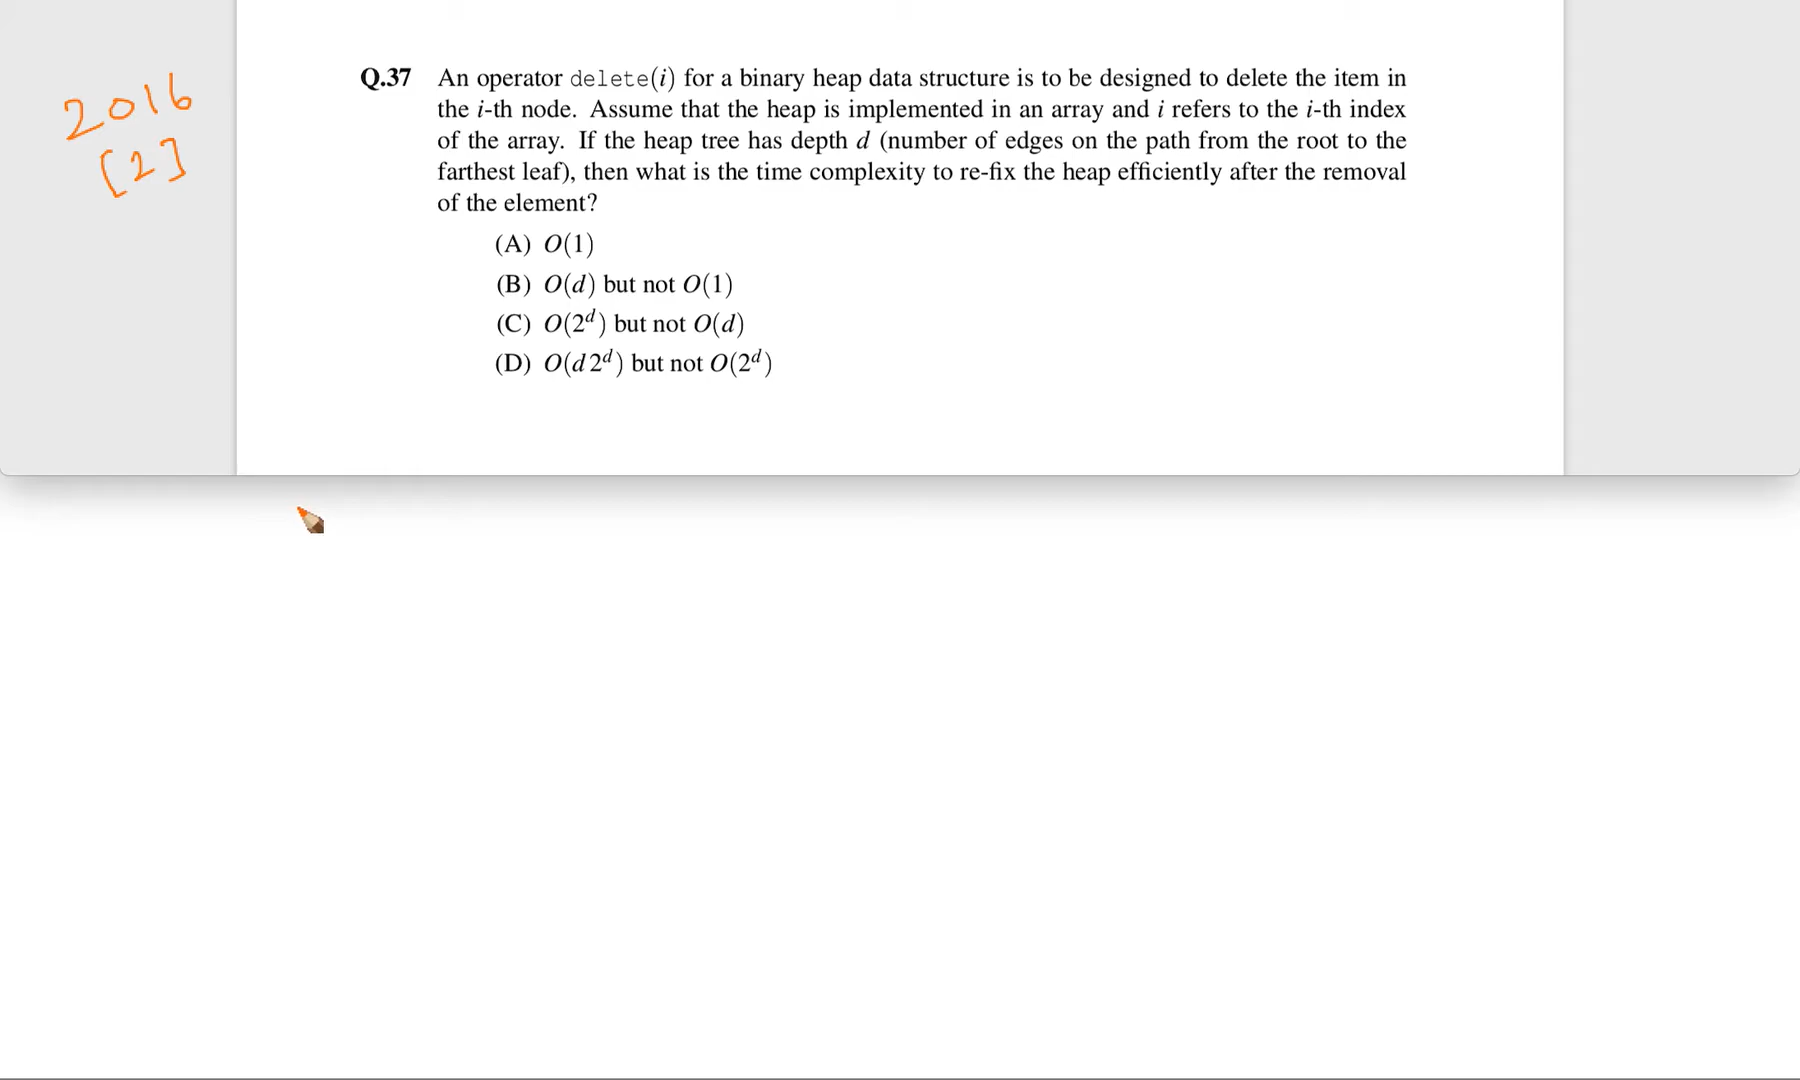 2016
[2]
Q.37 An operator delete(i) for a binary heap data structure is to be designed to delete the item in
the i-th node. Assume that the heap is implemented in an array and i refers to the i-th index
of the array. If the heap tree has depth d (number of edges on the path from the root to the
farthest leaf), then what is the time complexity to re-fix the heap efficiently after the removal
of the element?
(A) O(1)
(B) O(d) but not O(1)
(C) O(2^d) but not O(d)
(D) O(d 2^d) but not O(2^d)